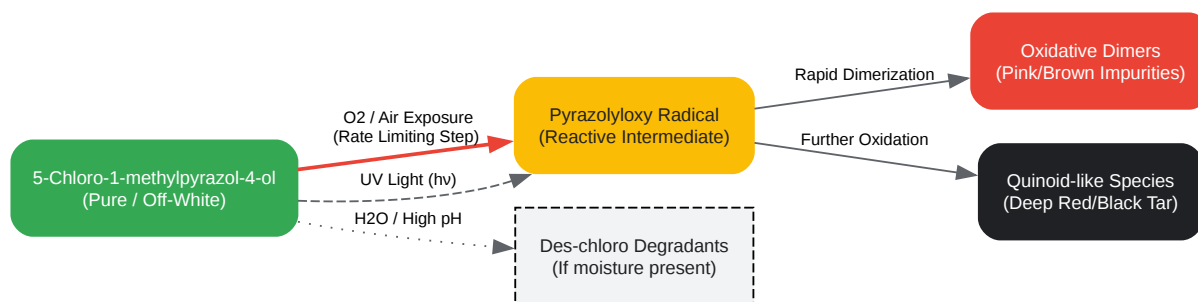 5-Chloro-1-methylpyrazol-4-ol
(Pure / Off-White)
O2 / Air Exposure
(Rate Limiting Step)
UV Light (hν)
H2O / High pH
Pyrazolyloxy Radical
(Reactive Intermediate)
Des-chloro Degradants
(If moisture present)
Rapid Dimerization
Further Oxidation
Oxidative Dimers
(Pink/Brown Impurities)
Quinoid-like Species
(Deep Red/Black Tar)